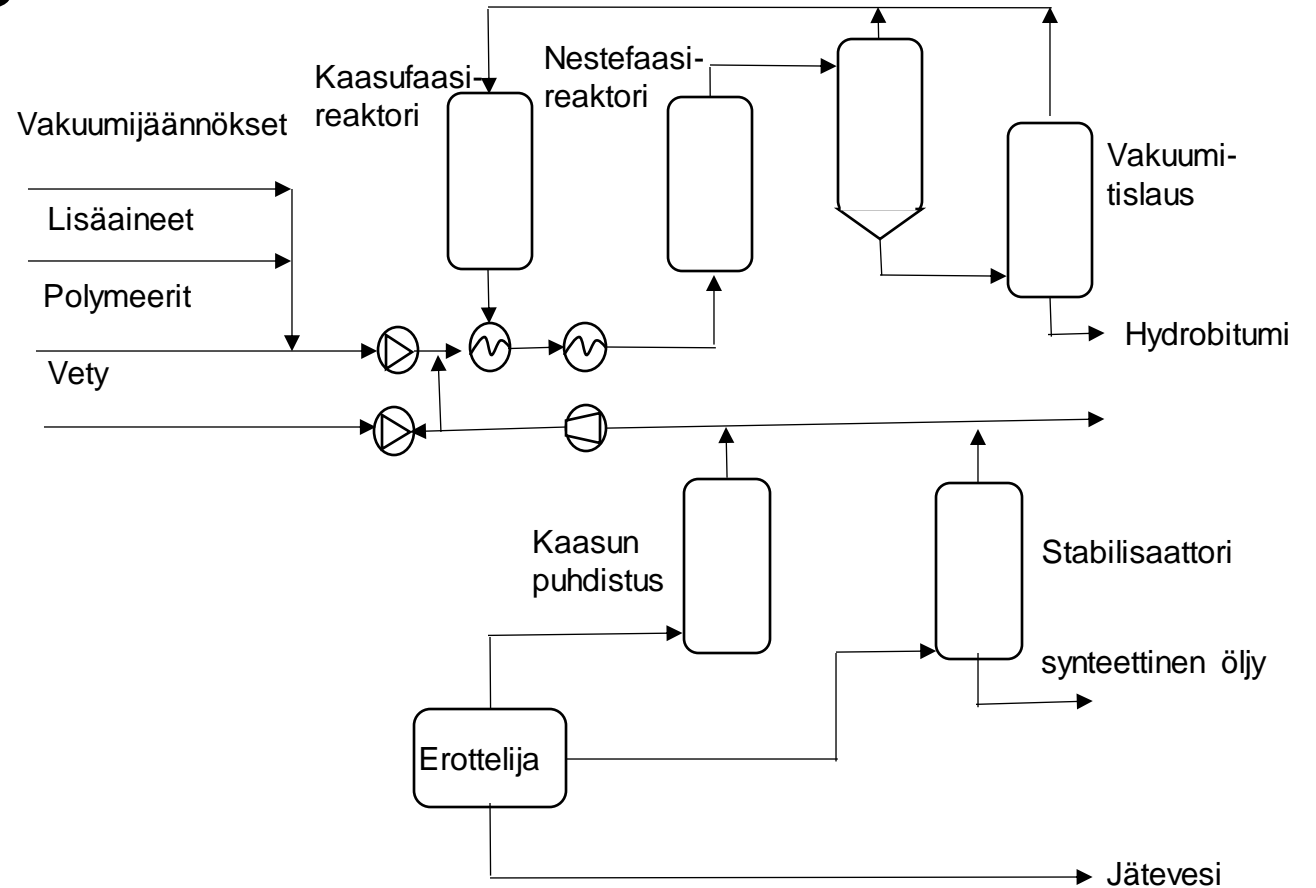 Nestefaasi-
reaktori
Kaasufaasi-
reaktori
Vakuumijäännökset
Vakuumi-
tislaus
Lisäaineet
Polymeerit
Hydrobitumi
Vety
Kaasun
puhdistus
Stabilisaattori
synteettinen öljy
Erottelija
Jätevesi